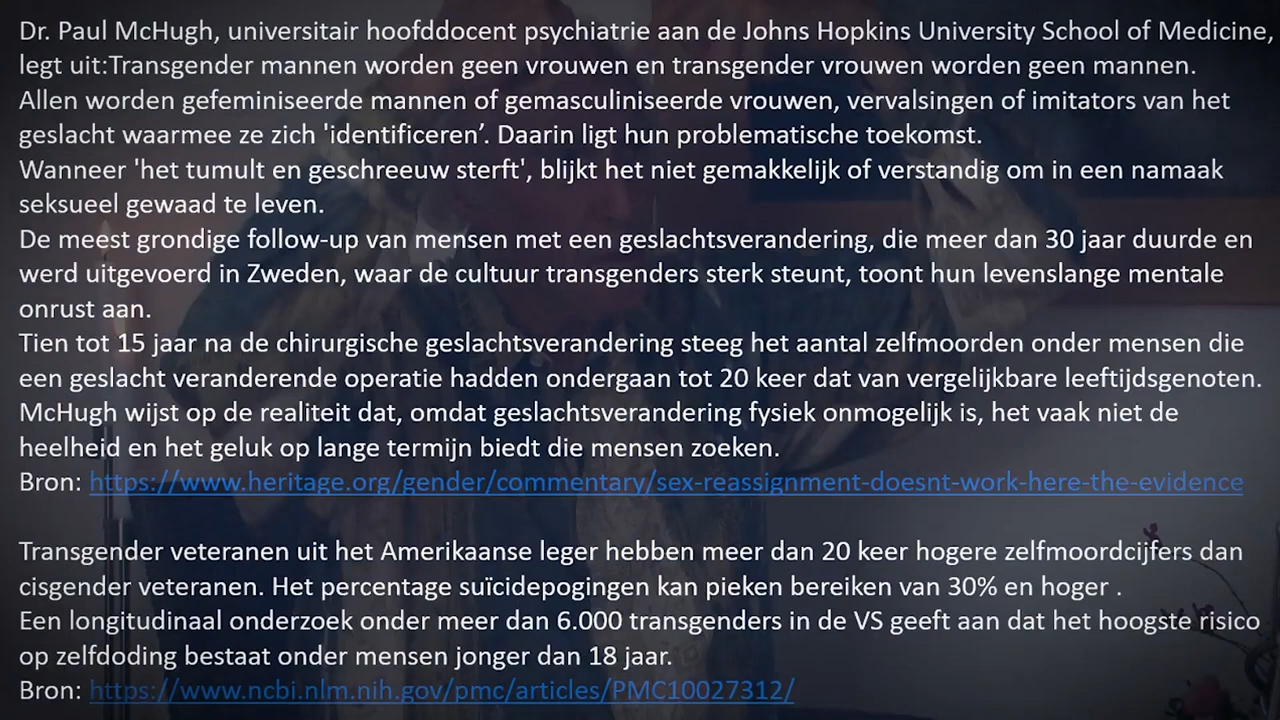 Dr. Paul McHugh, universitair hoofddocent psychiatrie aan de Johns Hopkins University School of Medicine,
legt uit:Transgender mannen worden geen vrouwen en transgender vrouwen worden geen mannen.
Allen worden gefeminiseerde mannen of gemasculiniseerde vrouwen, vervalsingen of imitators van het
geslacht waarmee ze zich 'identificeren’. Daarin ligt hun problematische toekomst.
Wanneer 'het tumult en geschreeuw sterft', blijkt het niet gemakkelijk of verstandig om in een namaak
seksueel gewaad te leven.
De meest grondige follow-up van mensen met een geslachtsverandering, die meer dan 30 jaar duurde en
werd uitgevoerd in Zweden, waar de cultuur transgenders sterk steunt, toont hun levenslange mentale
onrust aan.
Tien tot 15 jaar na de chirurgische geslachtsverandering steeg het aantal zelfmoorden onder mensen die
een geslacht veranderende operatie hadden ondergaan tot 20 keer dat van vergelijkbare leeftijdsgenoten.
McHugh wijst op de realiteit dat, omdat geslachtsverandering fysiek onmogelijk is, het vaak niet de
heelheid en het geluk op lange termijn biedt die mensen zoeken.
Bron: https://www.heritage.org/gender/commentary/sex-reassignment-doesnt-work-here-the-evidence
Transgender veteranen uit het Amerikaanse leger hebben meer dan 20 keer hogere zelfmoordcijfers dan
cisgender veteranen. Het percentage suïcidepogingen kan pieken bereiken van 30% en hoger .
Een longitudinaal onderzoek onder meer dan 6.000 transgenders in de VS geeft aan dat het hoogste risico
op zelfdoding bestaat onder mensen jonger dan 18 jaar.
Bron: https://www.ncbi.nlm.nih.gov/pmc/articles/PMC10027312/